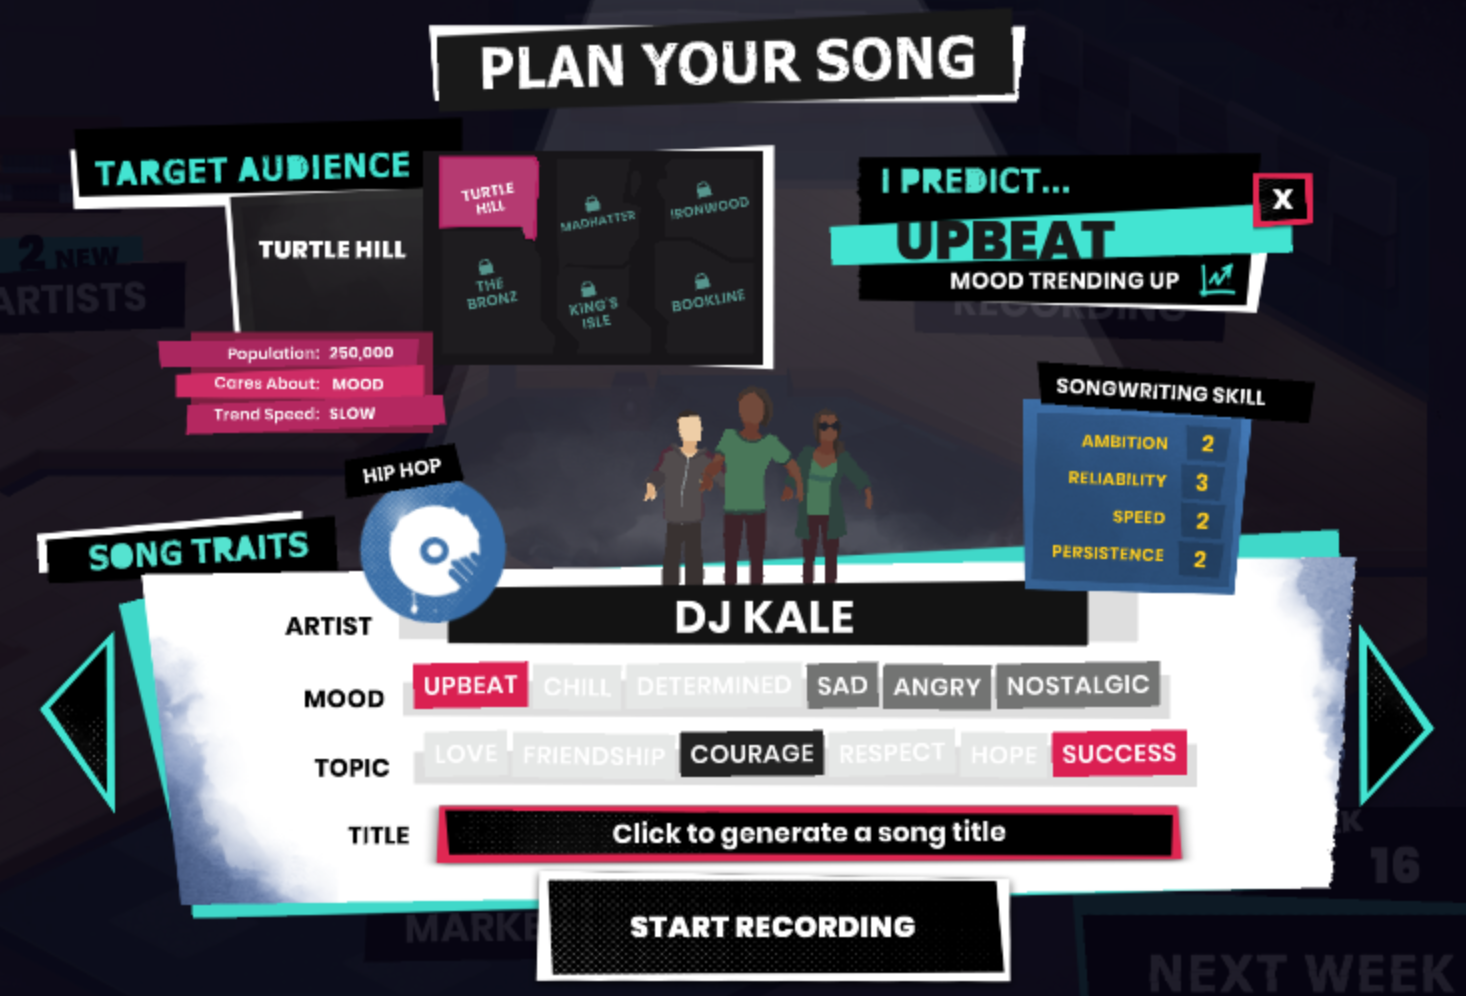 PLAN YOUR SONG
TARGET AUDIENCE
TURTLE HILL
TURTLE
HILL
MADHATTER
IRONWOOD
THE
BRONZ
KING'S
ISLE
BOOKLINE
Population: 250,000
Cares About: MOOD
Trend Speed: SLOW
I PREDICT...
X
UPBEAT
MOOD TRENDING UP
2 NEW
ARTISTS
RECORDING
SONGWRITING SKILL
AMBITION 2
RELIABILITY 3
SPEED 2
PERSISTENCE 2
HIP HOP
SONG TRAITS
ARTIST DJ KALE
MOOD UPBEAT CHILL DETERMINED SAD ANGRY NOSTALGIC
TOPIC LOVE FRIENDSHIP COURAGE RESPECT HOPE SUCCESS
TITLE Click to generate a song title
16
START RECORDING
NEXT WEEK